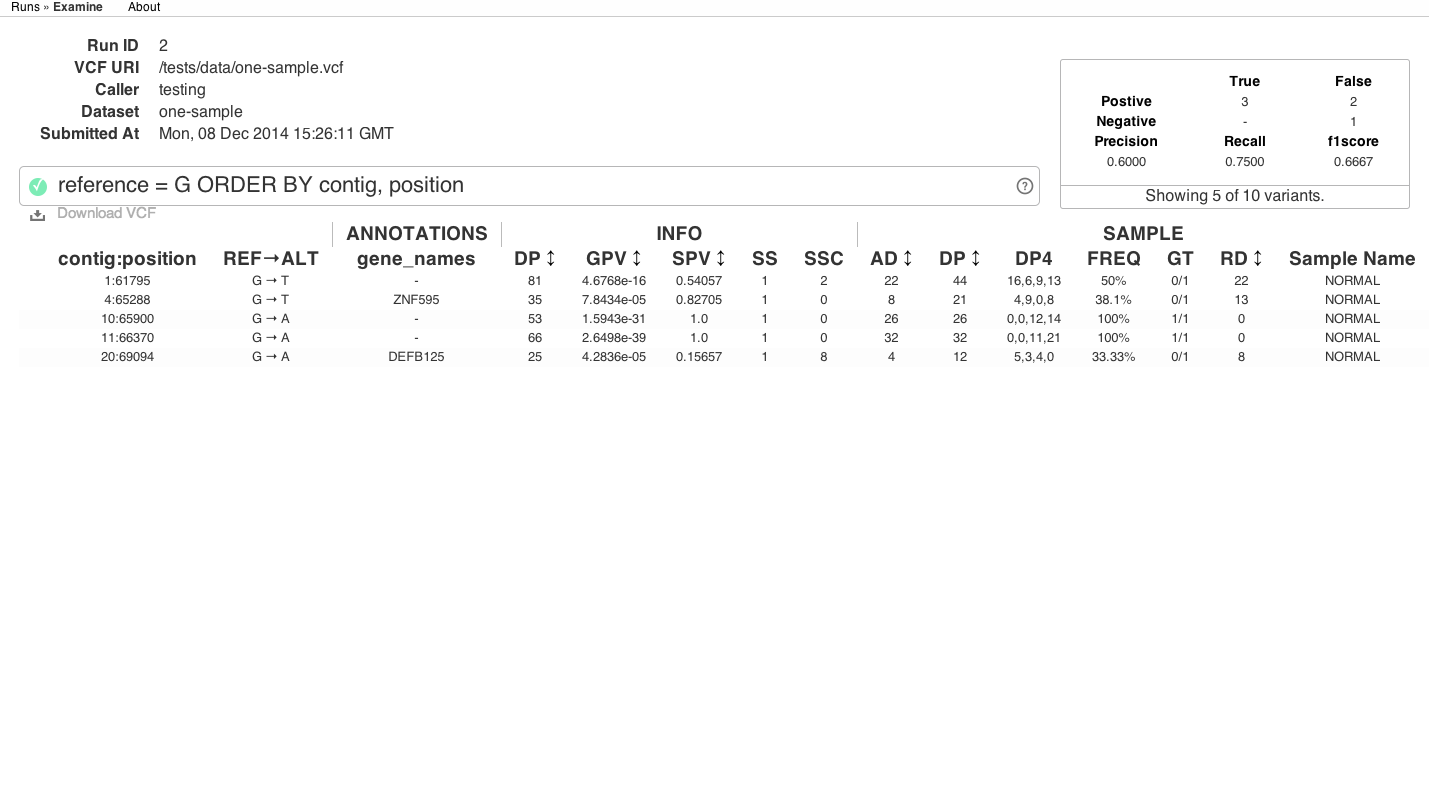 Runs » Examine About
Run ID 2
VCF URI /tests/data/one-sample.vcf
Caller testing
Dataset one-sample
Submitted At Mon, 08 Dec 2014 15:26:11 GMT
True False
Postive 3 2
Negative - 1
Precision Recall f1score
0.6000 0.7500 0.6667
Showing 5 of 10 variants.
reference = G ORDER BY contig, position ?
Download VCF
ANNOTATIONS INFO SAMPLE
contig:position REF→ALT gene_names DP ↕ GPV ↕ SPV ↕ SS SSC AD ↕ DP ↕ DP4 FREQ GT RD ↕ Sample Name
1:61795 G → T - 81 4.6768e-16 0.54057 1 2 22 44 16,6,9,13 50% 0/1 22 NORMAL
4:65288 G → T ZNF595 35 7.8434e-05 0.82705 1 0 8 21 4,9,0,8 38.1% 0/1 13 NORMAL
10:65900 G → A - 53 1.5943e-31 1.0 1 0 26 26 0,0,12,14 100% 1/1 0 NORMAL
11:66370 G → A - 66 2.6498e-39 1.0 1 0 32 32 0,0,11,21 100% 1/1 0 NORMAL
20:69094 G → A DEFB125 25 4.2836e-05 0.15657 1 8 4 12 5,3,4,0 33.33% 0/1 8 NORMAL